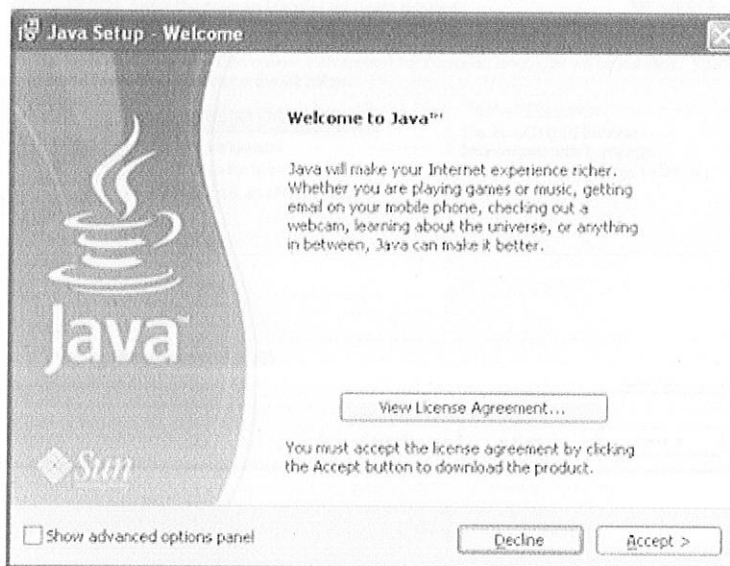 Java Setup - Welcome
Welcome to Java™
Java will make your Internet experience richer.
Whether you are playing games or music, getting
email on your mobile phone, checking out a
webcam, learning about the universe, or anything
in between, Java can make it better.
Java™
View License Agreement...
Sun
You must accept the license agreement by clicking
the Accept button to download the product.
Show advanced options panel
Decline
Accept >